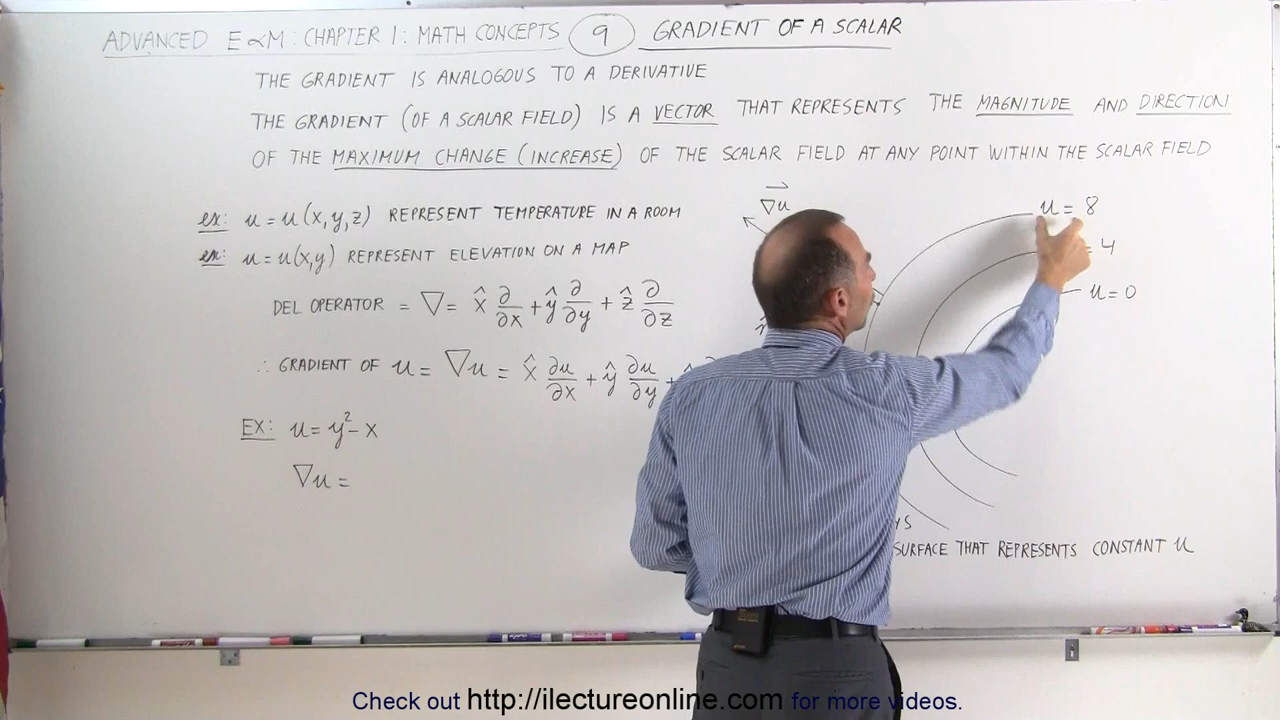 ADVANCED E∝M: CHAPTER 1: MATH CONCEPTS 9 GRADIENT OF A SCALAR
THE GRADIENT IS ANALOGOUS TO A DERIVATIVE
THE GRADIENT (OF A SCALAR FIELD) IS A VECTOR THAT REPRESENTS THE MAGNITUDE AND DIRECTION
OF THE MAXIMUM CHANGE (INCREASE) OF THE SCALAR FIELD AT ANY POINT WITHIN THE SCALAR FIELD
ex: u = u(x,y,z) REPRESENT TEMPERATURE IN A ROOM
ex: u = u(x,y) REPRESENT ELEVATION ON A MAP
DEL OPERATOR = ∇ = x̂ ∂/∂x + ŷ ∂/∂y + ẑ ∂/∂z
∴ GRADIENT OF u = ∇u = x̂ ∂u/∂x + ŷ ∂u/∂y +
EX: u = y² - x
∇u =
∇u
u = 8
= 4
u = 0
SURFACE THAT REPRESENTS CONSTANT u
Check out http://ilectureonline.com for more videos.